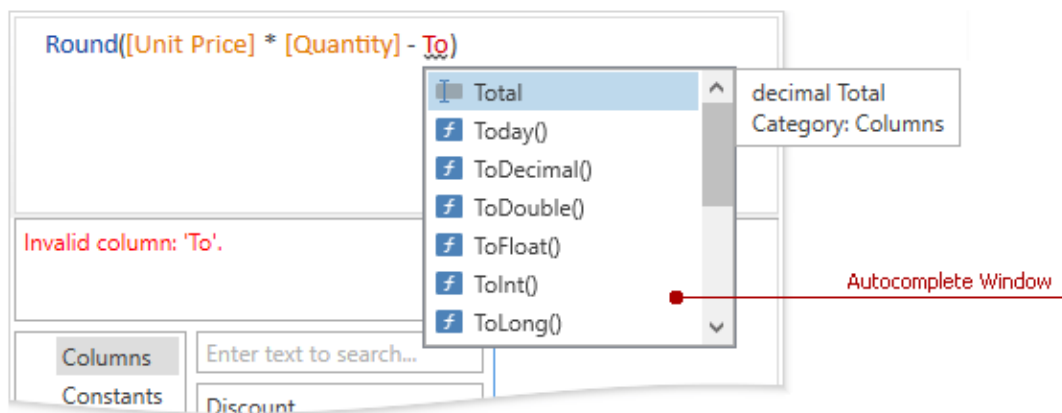 Round([Unit Price] * [Quantity] - To)
Total
Today()
ToDecimal()
ToDouble()
ToFloat()
ToInt()
ToLong()
decimal Total
Category: Columns
Invalid column: 'To'.
Autocomplete Window
Columns
Constants
Enter text to search...
Discount